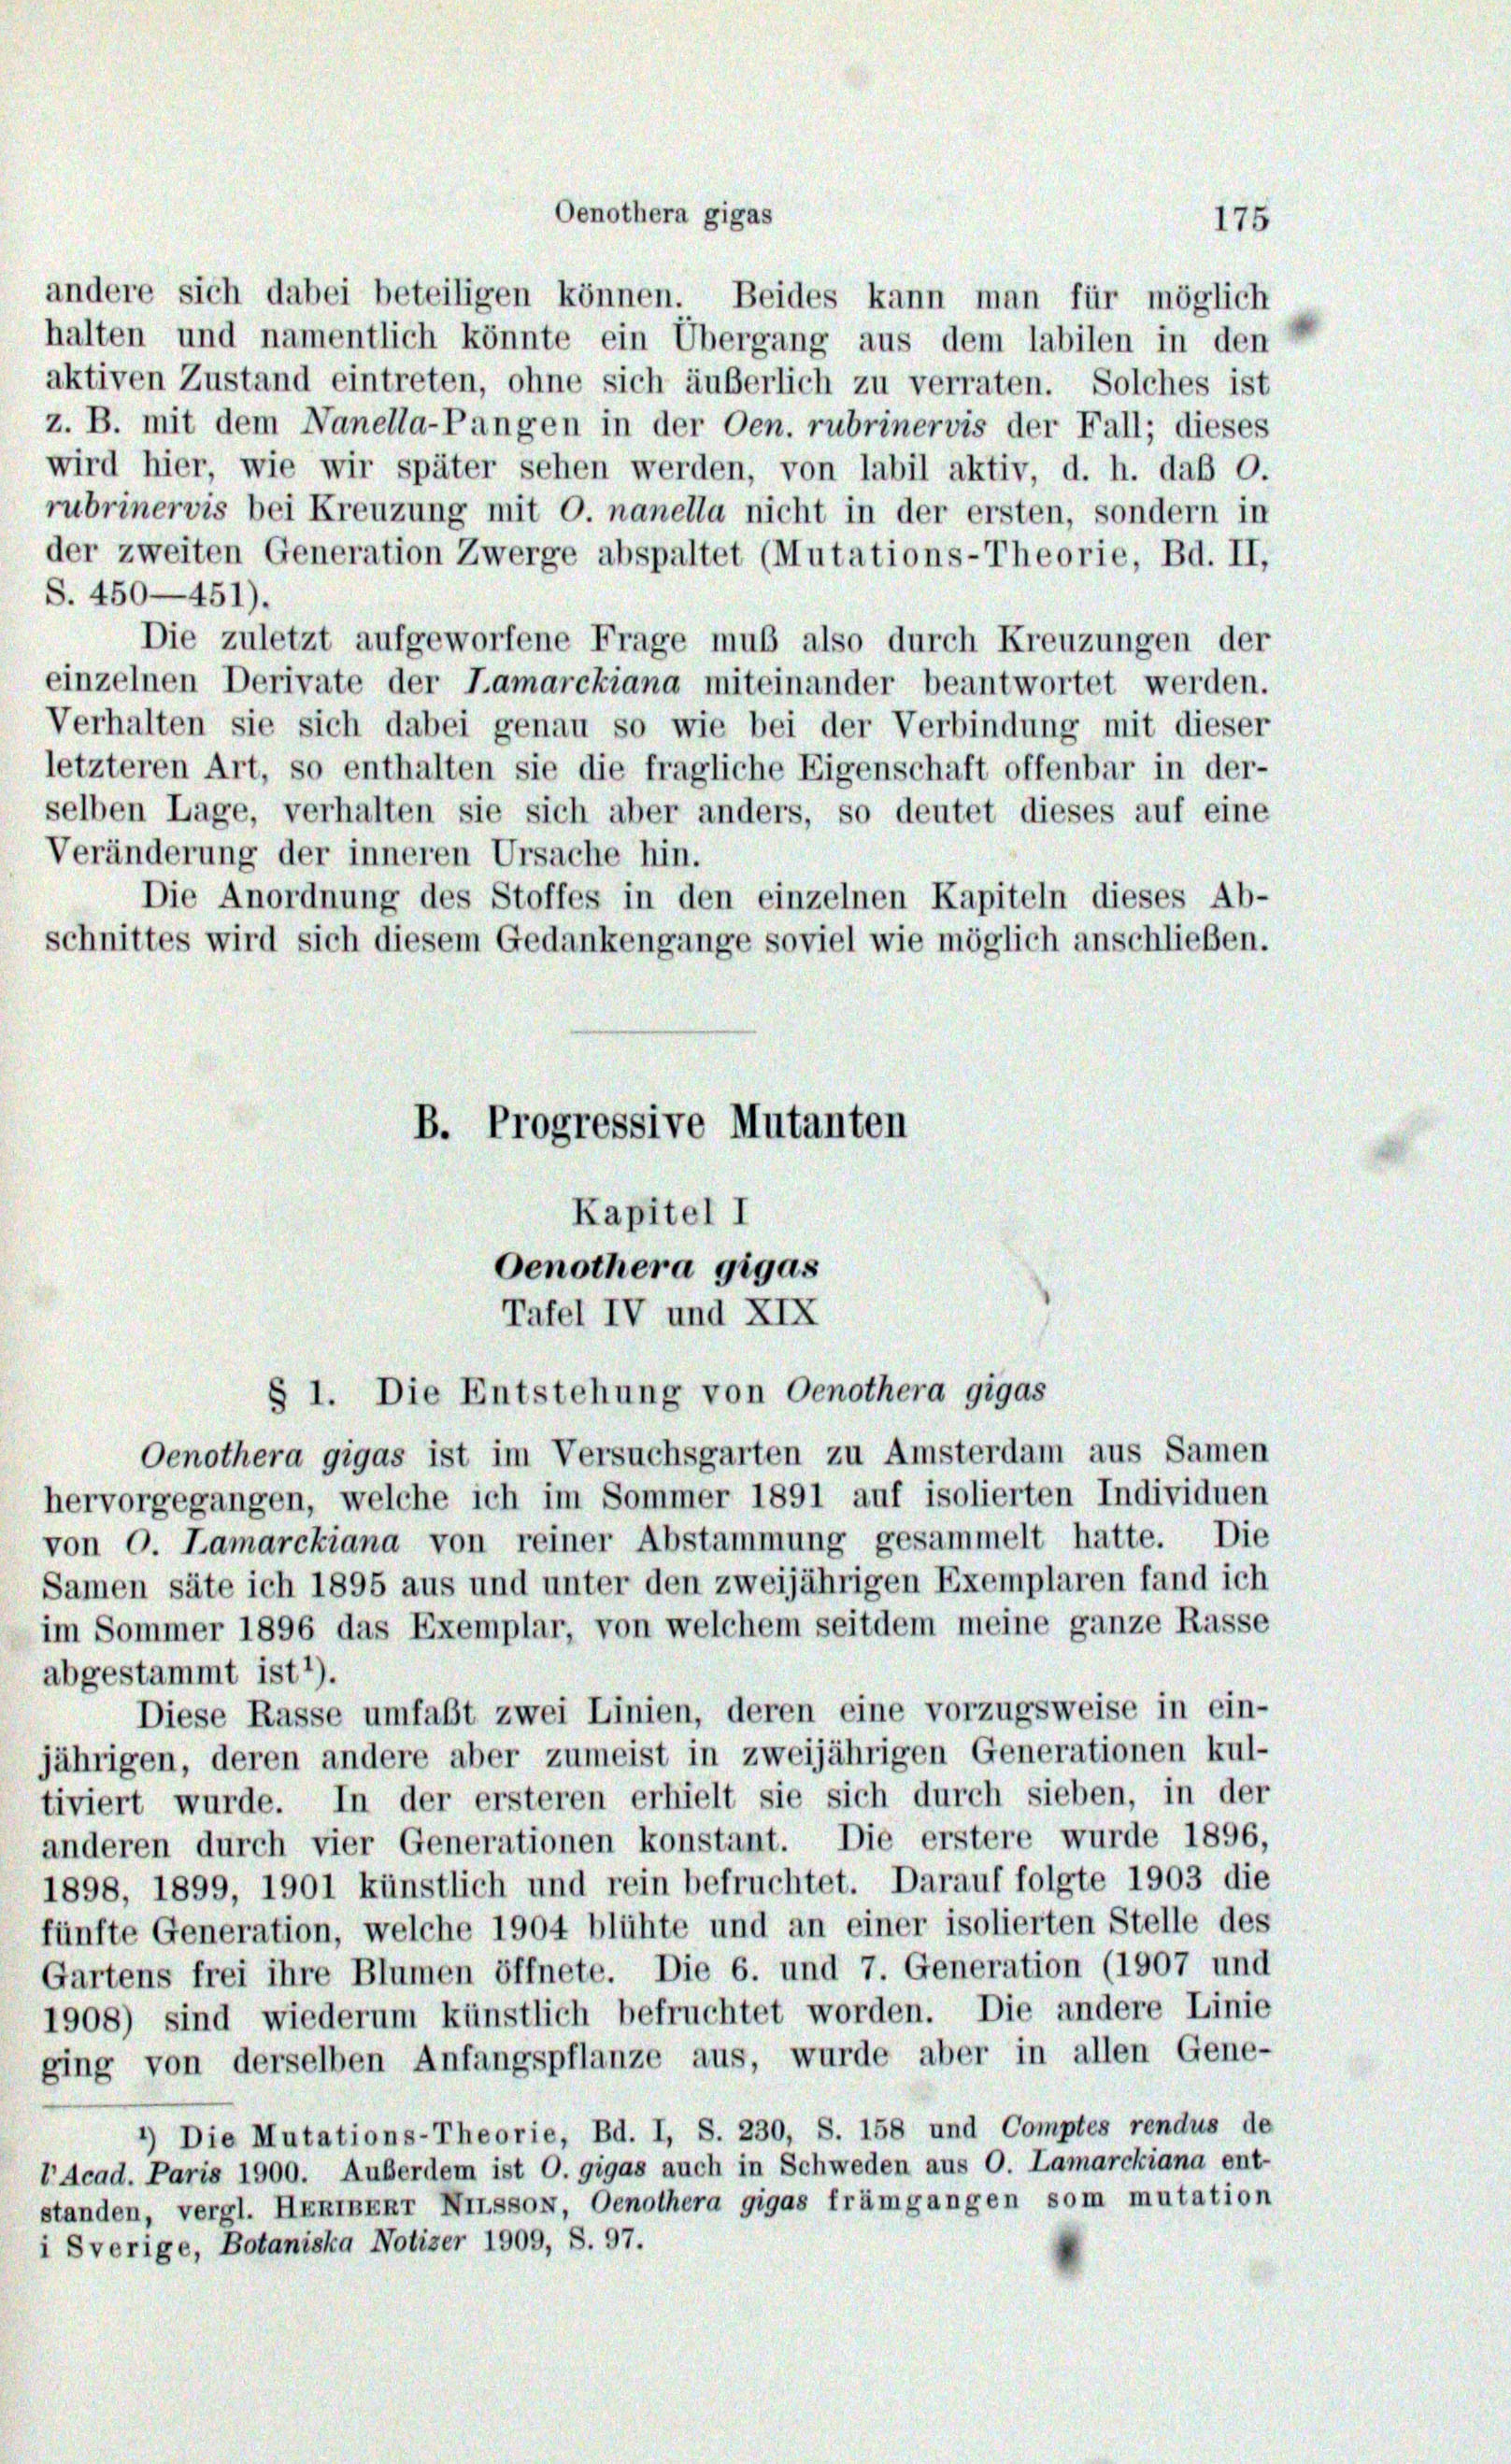 Oenothera gigas 175
andere sich dabei beteiligen können. Beides kann man für möglich
halten und namentlich könnte ein Übergang aus dem labilen in den
aktiven Zustand eintreten, ohne sich äußerlich zu verraten. Solches ist
z. B. mit dem Nanella-Pangen in der Oen. rubrinervis der Fall; dieses
wird hier, wie wir später sehen werden, von labil aktiv, d. h. daß O.
rubrinervis bei Kreuzung mit O. nanella nicht in der ersten, sondern in
der zweiten Generation Zwerge abspaltet (Mutations-Theorie, Bd. II,
S. 450—451).
Die zuletzt aufgeworfene Frage muß also durch Kreuzungen der
einzelnen Derivate der Lamarckiana miteinander beantwortet werden.
Verhalten sie sich dabei genau so wie bei der Verbindung mit dieser
letzteren Art, so enthalten sie die fragliche Eigenschaft offenbar in der-
selben Lage, verhalten sie sich aber anders, so deutet dieses auf eine
Veränderung der inneren Ursache hin.
Die Anordnung des Stoffes in den einzelnen Kapiteln dieses Ab-
schnittes wird sich diesem Gedankengange soviel wie möglich anschließen.
B. Progressive Mutanten
Kapitel I
Oenothera gigas
Tafel IV und XIX
§ 1. Die Entstehung von Oenothera gigas
Oenothera gigas ist im Versuchsgarten zu Amsterdam aus Samen
hervorgegangen, welche ich im Sommer 1891 auf isolierten Individuen
von O. Lamarckiana von reiner Abstammung gesammelt hatte. Die
Samen säte ich 1895 aus und unter den zweijährigen Exemplaren fand ich
im Sommer 1896 das Exemplar, von welchem seitdem meine ganze Rasse
abgestammt ist¹).
Diese Rasse umfaßt zwei Linien, deren eine vorzugsweise in ein-
jährigen, deren andere aber zumeist in zweijährigen Generationen kul-
tiviert wurde. In der ersteren erhielt sie sich durch sieben, in der
anderen durch vier Generationen konstant. Die erstere wurde 1896,
1898, 1899, 1901 künstlich und rein befruchtet. Darauf folgte 1903 die
fünfte Generation, welche 1904 blühte und an einer isolierten Stelle des
Gartens frei ihre Blumen öffnete. Die 6. und 7. Generation (1907 und
1908) sind wiederum künstlich befruchtet worden. Die andere Linie
ging von derselben Anfangspflanze aus, wurde aber in allen Gene-
¹) Die Mutations-Theorie, Bd. I, S. 230, S. 158 und Comptes rendus de
l'Acad. Paris 1900. Außerdem ist O. gigas auch in Schweden aus O. Lamarckiana ent-
standen, vergl. HERIBERT NILSSON, Oenothera gigas främgangen som mutation
i Sverige, Botaniska Notizer 1909, S. 97.